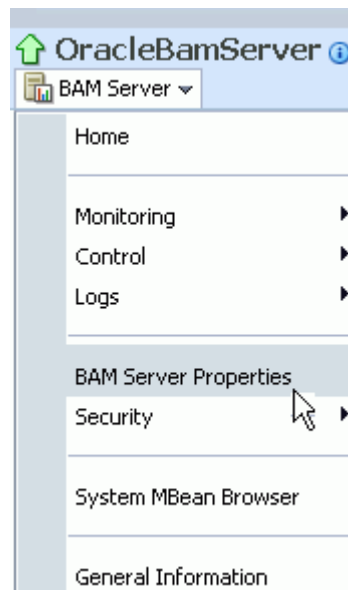 OracleBamServer
BAM Server
Home
Monitoring
Control
Logs
BAM Server Properties
Security
System MBean Browser
General Information